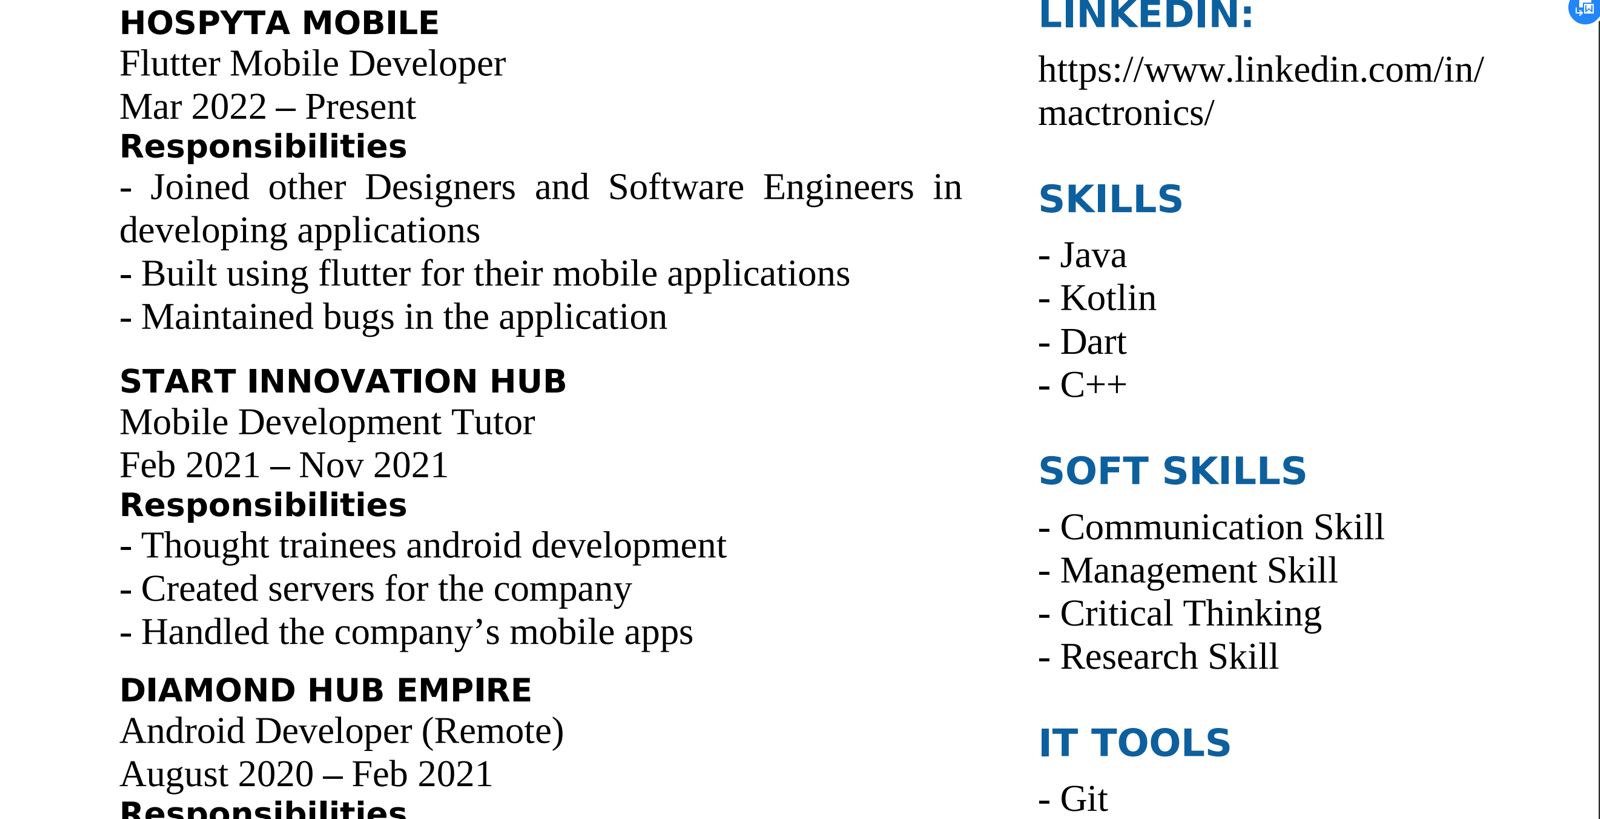 HOSPYTA MOBILE
Flutter Mobile Developer
Mar 2022 – Present
Responsibilities
- Joined other Designers and Software Engineers in
developing applications
- Built using flutter for their mobile applications
- Maintained bugs in the application
START INNOVATION HUB
Mobile Development Tutor
Feb 2021 – Nov 2021
Responsibilities
- Thought trainees android development
- Created servers for the company
- Handled the company’s mobile apps
DIAMOND HUB EMPIRE
Android Developer (Remote)
August 2020 – Feb 2021
Responsibilities
LINKEDIN:
https://www.linkedin.com/in/
mactronics/
SKILLS
- Java
- Kotlin
- Dart
- C++
SOFT SKILLS
- Communication Skill
- Management Skill
- Critical Thinking
- Research Skill
IT TOOLS
- Git